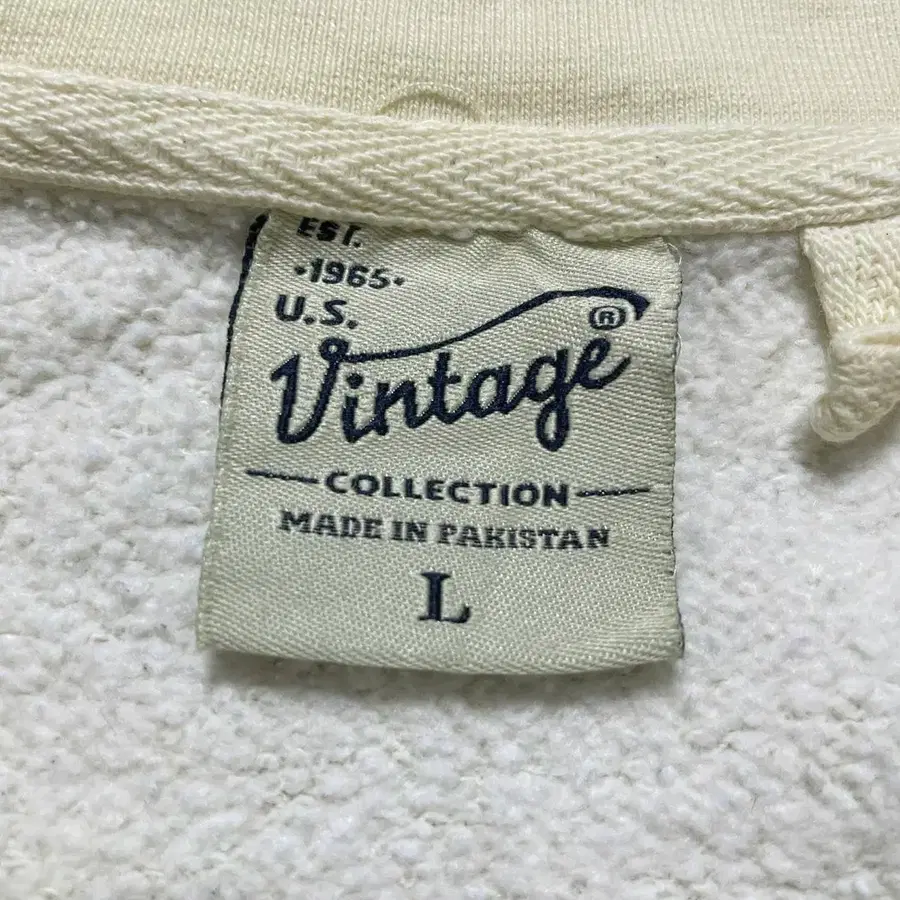 EST.
·1965·
U.S.
Vintage ®
COLLECTION
MADE IN PAKISTAN
L